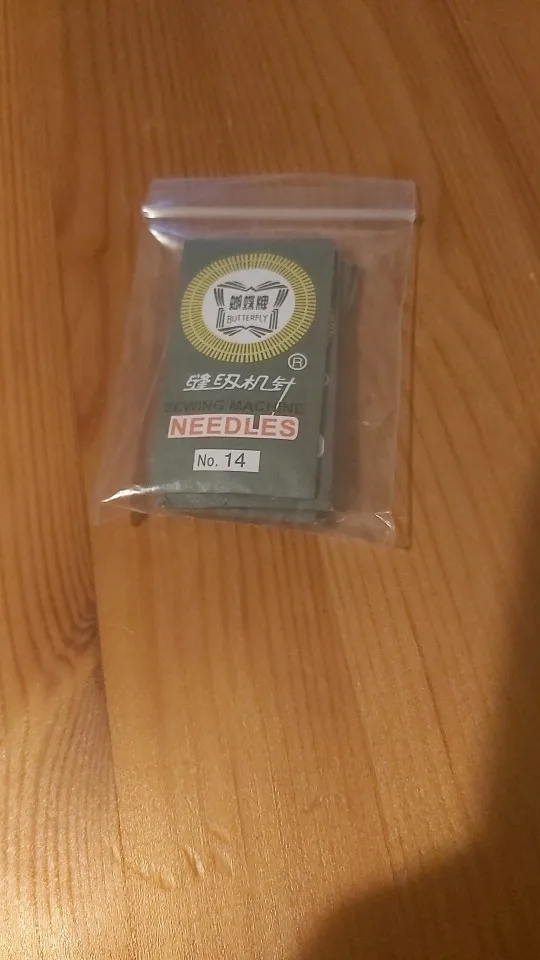 蝴蝶牌
BUTTERFLY
®
缝纫机针
SEWING MACHINE
NEEDLES
No. 14